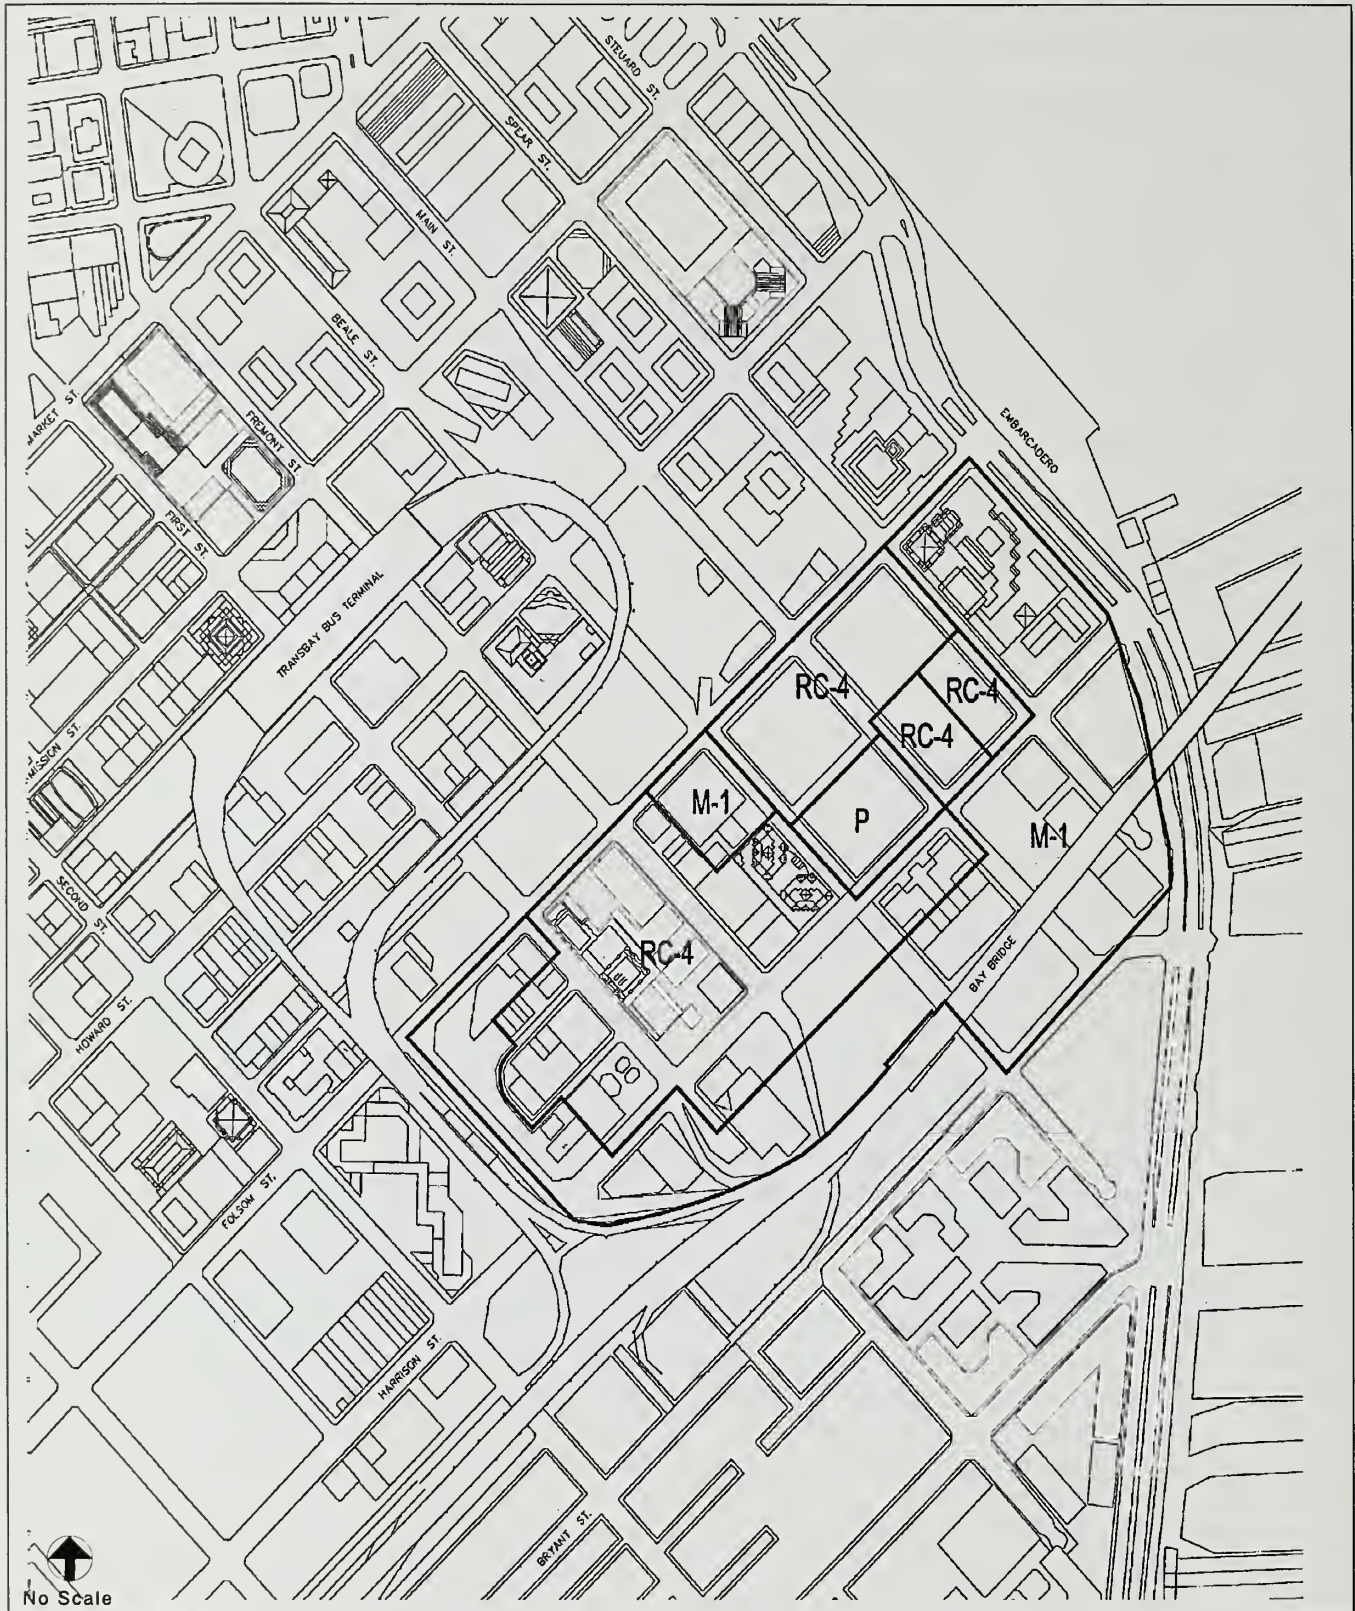 STEUARD ST.
SPEAR ST.
MAIN ST.
BEALE ST.
MARKET ST.
FREMONT ST.
FIRST ST.
EMBARCADERO
TRANSBAY BUS TERMINAL
RC-4
RC-4
RC-4
MISSION ST.
M-1
P
M-1
SECOND ST.
RC-4
BAY BRIDGE
HOWARD ST.
FOLSOM ST.
HARRISON ST.
BRYANT ST.
No Scale